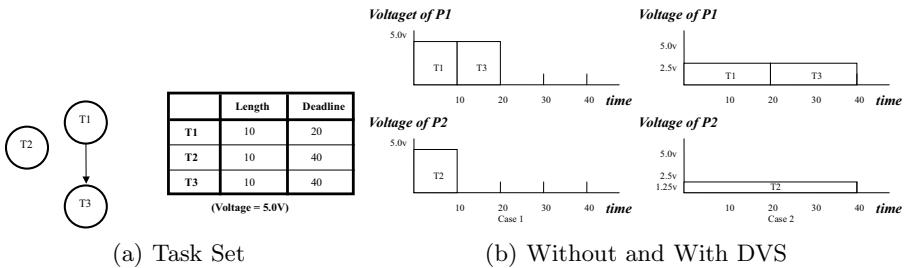 T1
T2
T3
Length Deadline
T1 10 20
T2 10 40
T3 10 40
(Voltage = 5.0V)
(a) Task Set
Voltaget of P1
5.0v
T1 T3
10 20 30 40 time
Voltage of P2
5.0v
T2
10 20 30 40 time
Case 1
Voltage of P1
5.0v
2.5v
T1 T3
10 20 30 40 time
Voltage of P2
5.0v
2.5v
1.25v
T2
10 20 30 40 time
Case 2
(b) Without and With DVS